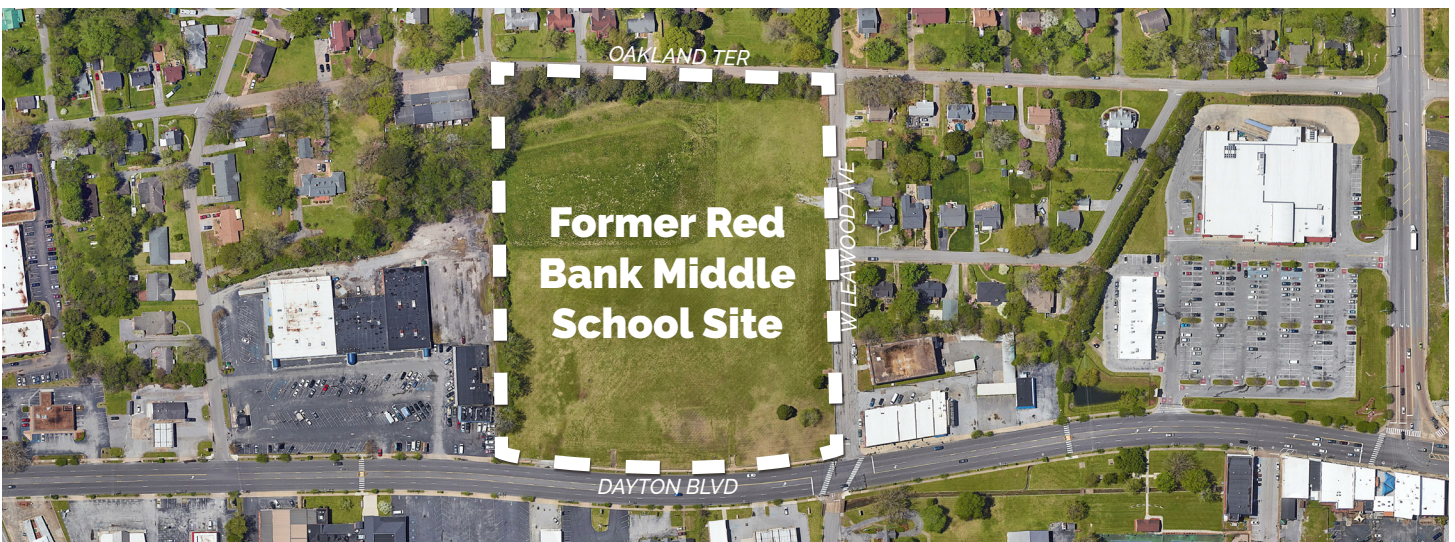 OAKLAND TER
Former Red
Bank Middle
School Site
W LEAWOOD AVE
DAYTON BLVD